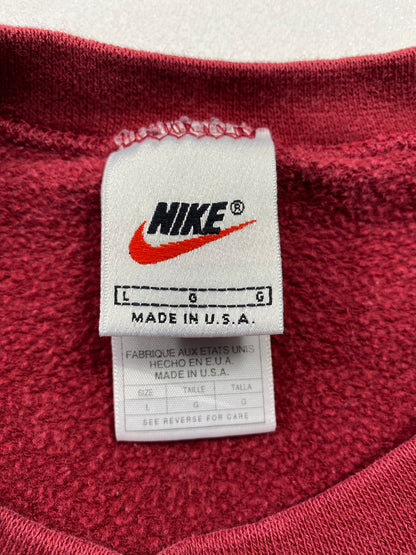 NIKE®
L G G
MADE IN U.S.A.
FABRIQUE AUX ETATS UNIS
HECHO EN E.U.A.
MADE IN U.S.A.
SIZE TAILLE TALLA
L G G
SEE REVERSE FOR CARE